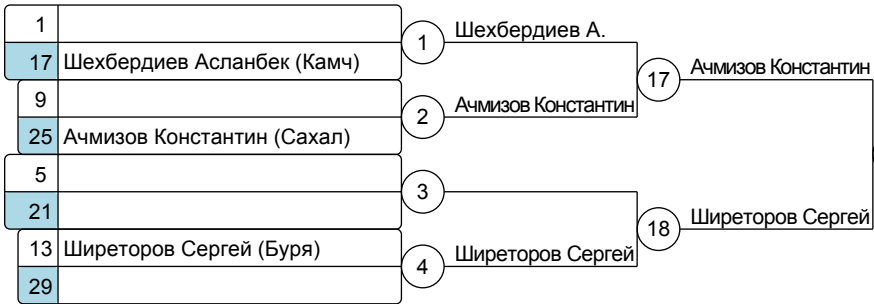 1
17 Шехбердиев Асланбек (Камч)
1
Шехбердиев А.
9
25 Ачмизов Константин (Сахал)
2
Ачмизов Константин
17
Ачмизов Константин
5
21
3
13 Ширеторов Сергей (Буря)
29
4
Ширеторов Сергей
18
Ширеторов Сергей